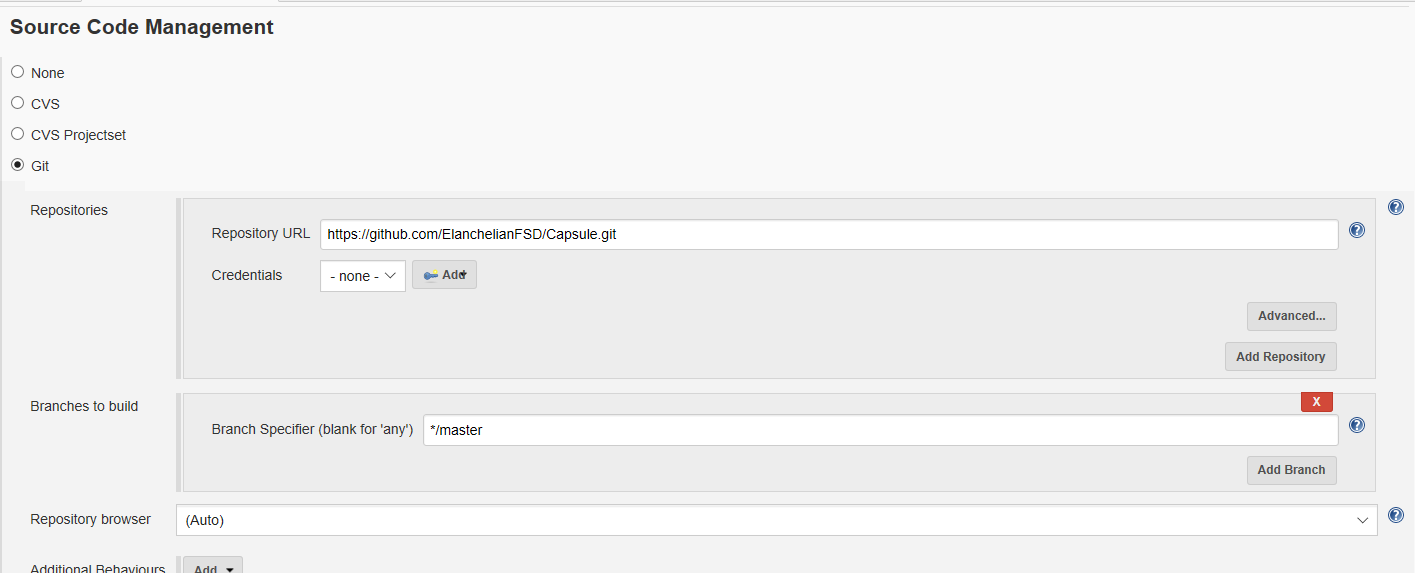 Source Code Management
None
CVS
CVS Projectset
Git
Repositories
Repository URL https://github.com/ElanchelianFSD/Capsule.git
Credentials - none - Add
Advanced...
Add Repository
Branches to build
X
Branch Specifier (blank for 'any') */master
Add Branch
Repository browser (Auto)
Additional Behaviours Add